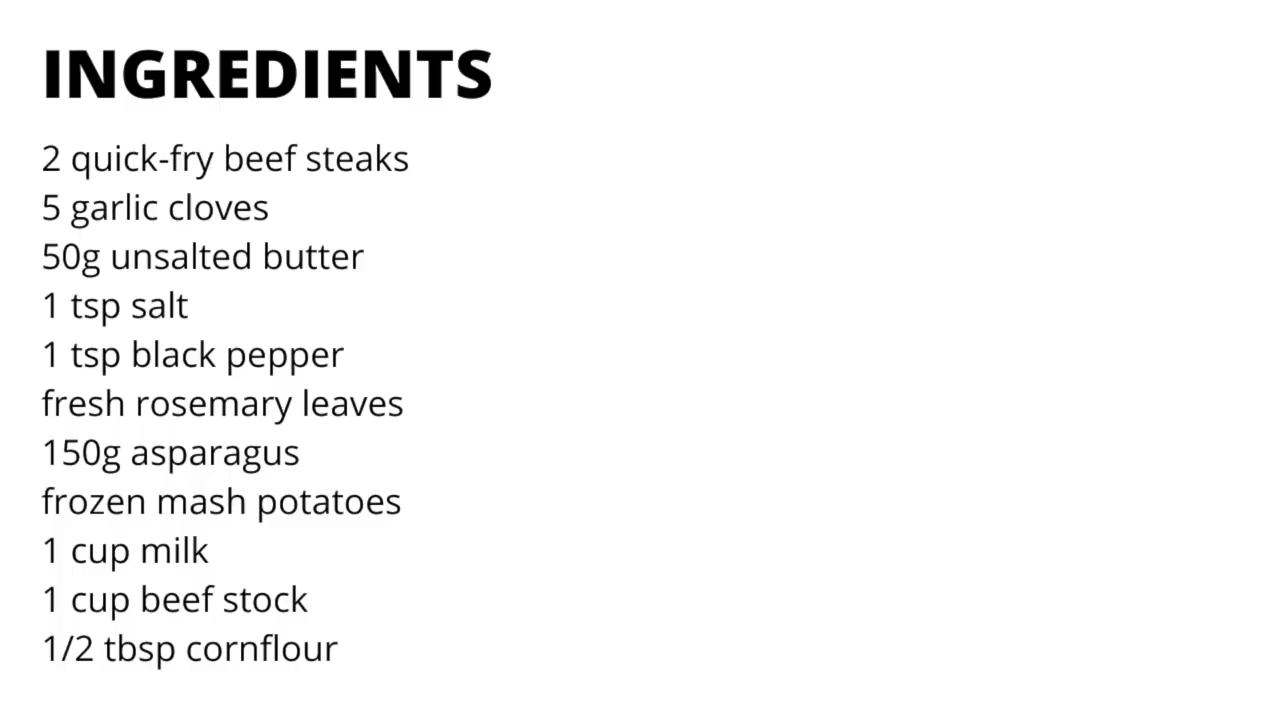 INGREDIENTS
2 quick-fry beef steaks
5 garlic cloves
50g unsalted butter
1 tsp salt
1 tsp black pepper
fresh rosemary leaves
150g asparagus
frozen mash potatoes
1 cup milk
1 cup beef stock
1/2 tbsp cornflour